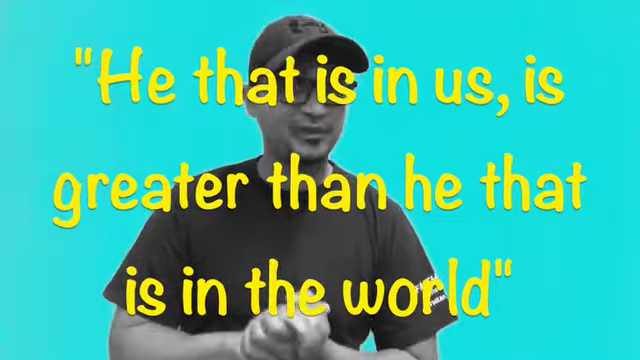 "He that is in us, is
greater than he that
is in the world"